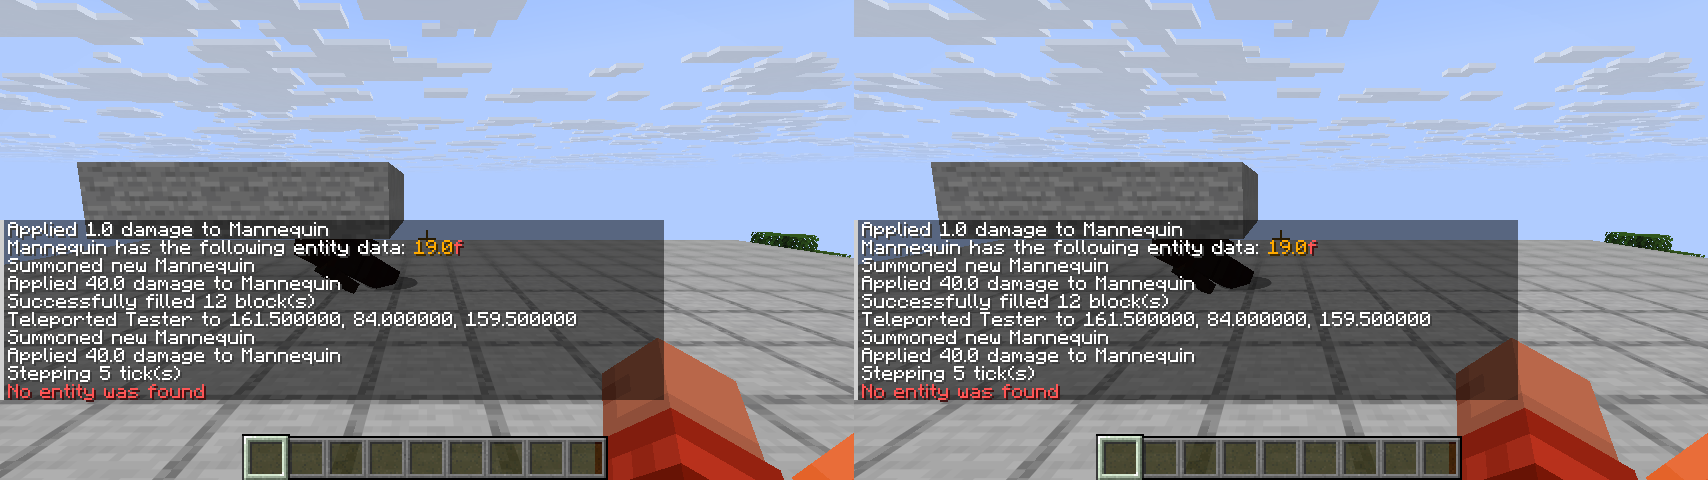 Applied 1.0 damage to Mannequin
Mannequin has the following entity data: 19.0f
Summoned new Mannequin
Applied 40.0 damage to Mannequin
Successfully filled 12 block(s)
Teleported Tester to 161.500000, 84.000000, 159.500000
Summoned new Mannequin
Applied 40.0 damage to Mannequin
Stepping 5 tick(s)
No entity was found
Applied 1.0 damage to Mannequin
Mannequin has the following entity data: 19.0f
Summoned new Mannequin
Applied 40.0 damage to Mannequin
Successfully filled 12 block(s)
Teleported Tester to 161.500000, 84.000000, 159.500000
Summoned new Mannequin
Applied 40.0 damage to Mannequin
Stepping 5 tick(s)
No entity was found